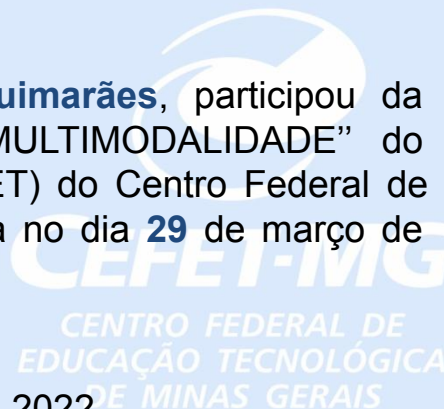 uimarães, participou da
MULTIMODALIDADE” do
ET) do Centro Federal de
a no dia 29 de março de
CEFET-MG
CENTRO FEDERAL DE
EDUCAÇÃO TECNOLÓGICA
DE MINAS GERAIS
2022